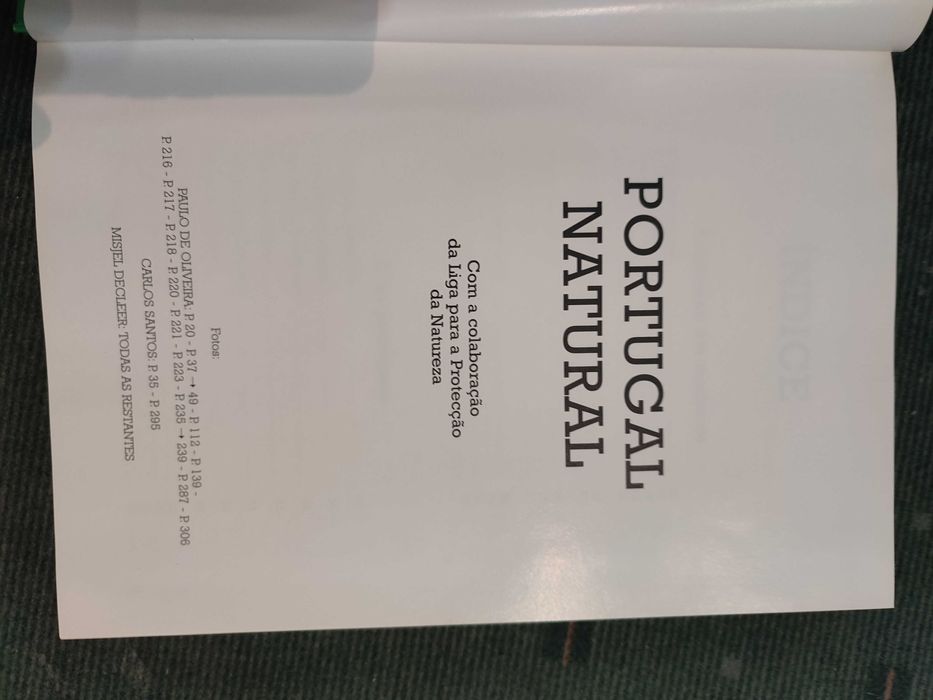 PORTUGAL
NATURAL
Com a colaboração
da Liga para a Protecção
da Natureza
Fotos:
PAULO DE OLIVEIRA: P. 20 - P. 37 → 49 - P. 112 - P. 139 -
P. 216 - P. 217 - P. 218 - P. 220 - P. 221 - P. 223 - P. 235 → 239 - P. 287 - P. 306
CARLOS SANTOS: P. 35 - P. 295
MISJEL DECLEER: TODAS AS RESTANTES